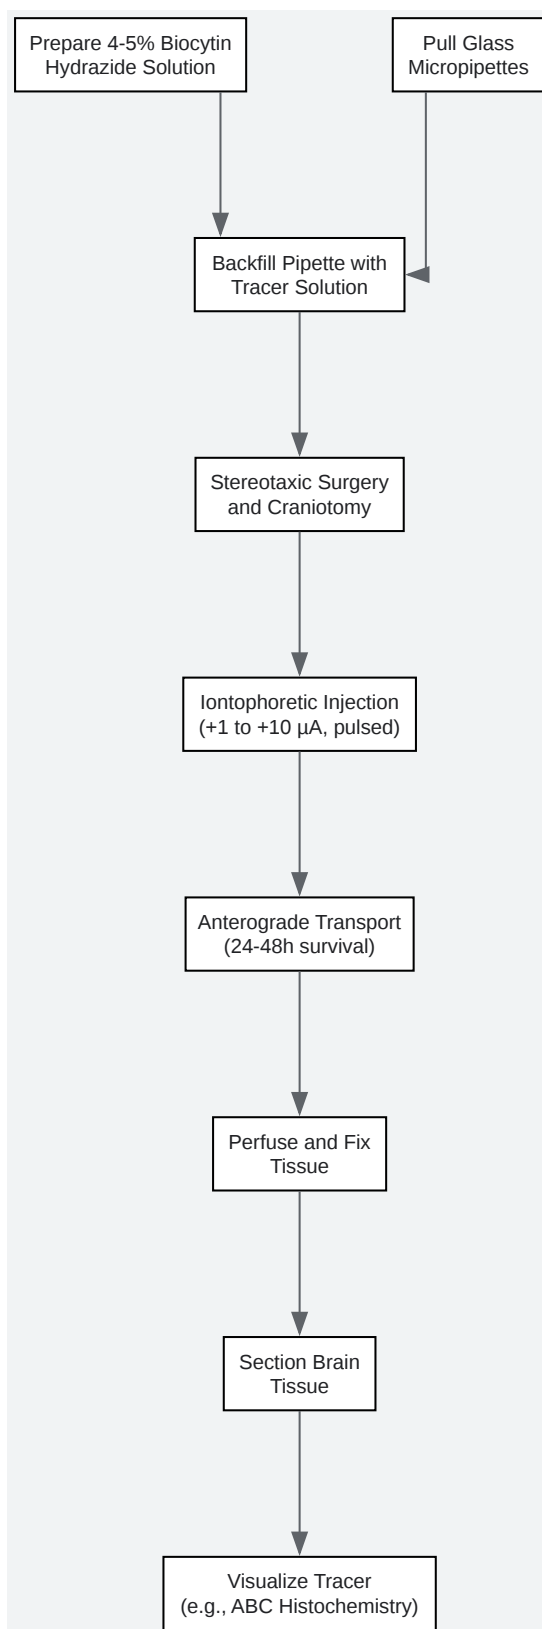 Prepare 4-5% Biocytin
Hydrazide Solution
Pull Glass
Micropipettes
Backfill Pipette with
Tracer Solution
Stereotaxic Surgery
and Craniotomy
Iontophoretic Injection
(+1 to +10 µA, pulsed)
Anterograde Transport
(24-48h survival)
Perfuse and Fix
Tissue
Section Brain
Tissue
Visualize Tracer
(e.g., ABC Histochemistry)